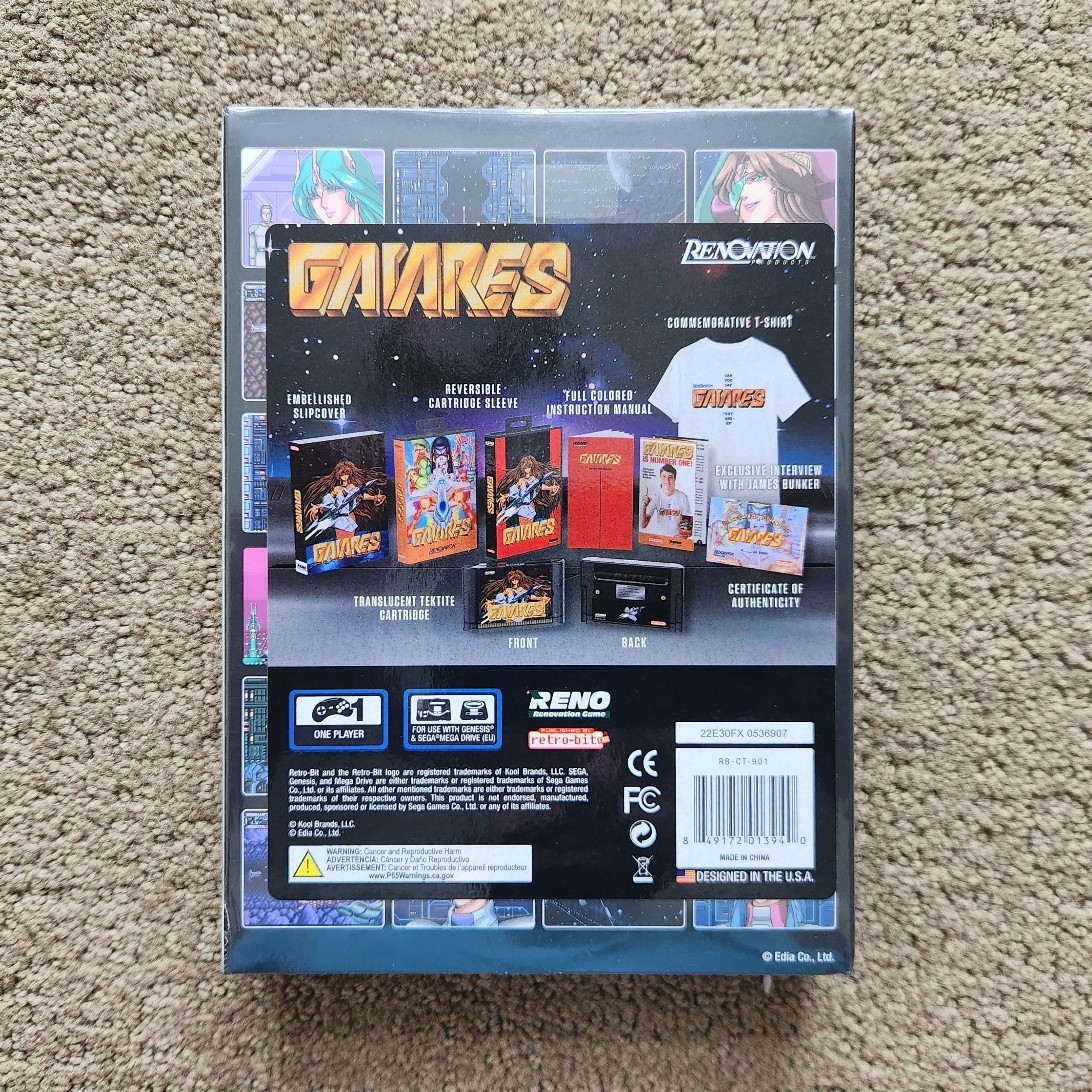 GAIARES
RENOVATION
PRODUCTS
COMMEMORATIVE T-SHIRT
EMBELLISHED
SLIPCOVER
REVERSIBLE
CARTRIDGE SLEEVE
FULL COLORED
INSTRUCTION MANUAL
CAN
YOU
SAY
GAIARES
EXCLUSIVE INTERVIEW
WITH JAMES BUNKER
GAIARES
IS NUMBER ONE!
GAIARES
GAIARES
GAIARES
GAIARES
GAIARES
RENOVATION
CERTIFICATE OF
AUTHENTICITY
TRANSLUCENT TEKTITE
CARTRIDGE
GAIARES
FRONT
BACK
1
ONE PLAYER
FOR USE WITH GENESIS®
& SEGA®MEGA DRIVE (EU)
RENO
Renovation Game
PUBLISHED BY
retro-bit
22E30FX 0536907
RB-CT-901
CE
FC
Retro-Bit and the Retro-Bit logo are registered trademarks of Kool Brands, LLC. SEGA,
Genesis, and Mega Drive are either trademarks or registered trademarks of Sega Games
Co., Ltd. or its affiliates. All other mentioned trademarks are either trademarks or registered
trademarks of their respective owners. This product is not endorsed, manufactured,
produced, sponsored or licensed by Sega Games Co., Ltd. or any of its affiliates.
© Kool Brands, LLC.
© Edia Co., Ltd.
8 49172 01394 0
MADE IN CHINA
DESIGNED IN THE U.S.A.
WARNING: Cancer and Reproductive Harm
ADVERTENCIA: Cáncer y Daño Reproductivo
AVERTISSEMENT: Cancer et Troubles de l'appareil reproducteur
www.P65Warnings.ca.gov
© Edia Co., Ltd.